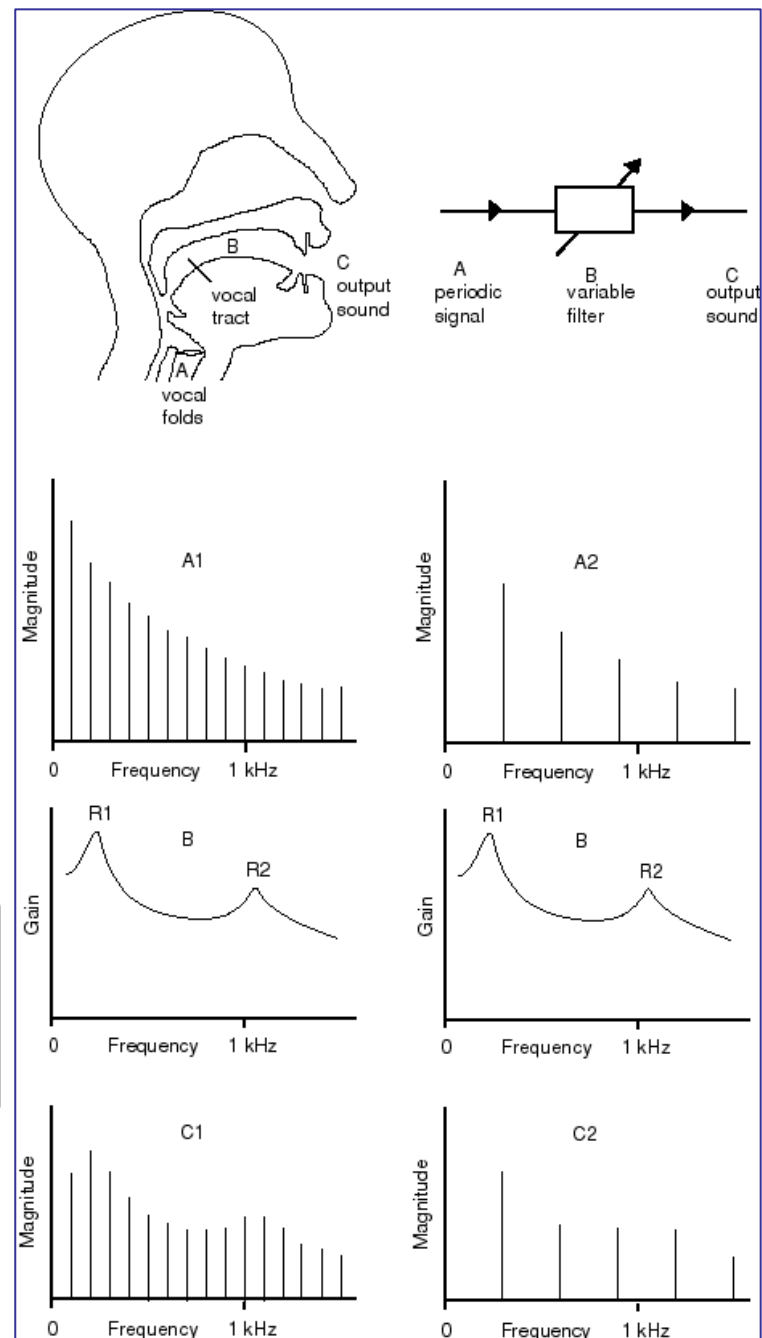 B
vocal
tract
C
output
sound
A
vocal
folds
A
periodic
signal
B
variable
filter
C
output
sound
A1
Magnitude
0 Frequency 1 kHz
A2
Magnitude
0 Frequency 1 kHz
R1
B
R2
Gain
0 Frequency 1 kHz
R1
B
R2
Gain
0 Frequency 1 kHz
C1
Magnitude
0 Frequency 1 kHz
C2
Magnitude
0 Frequency 1 kHz